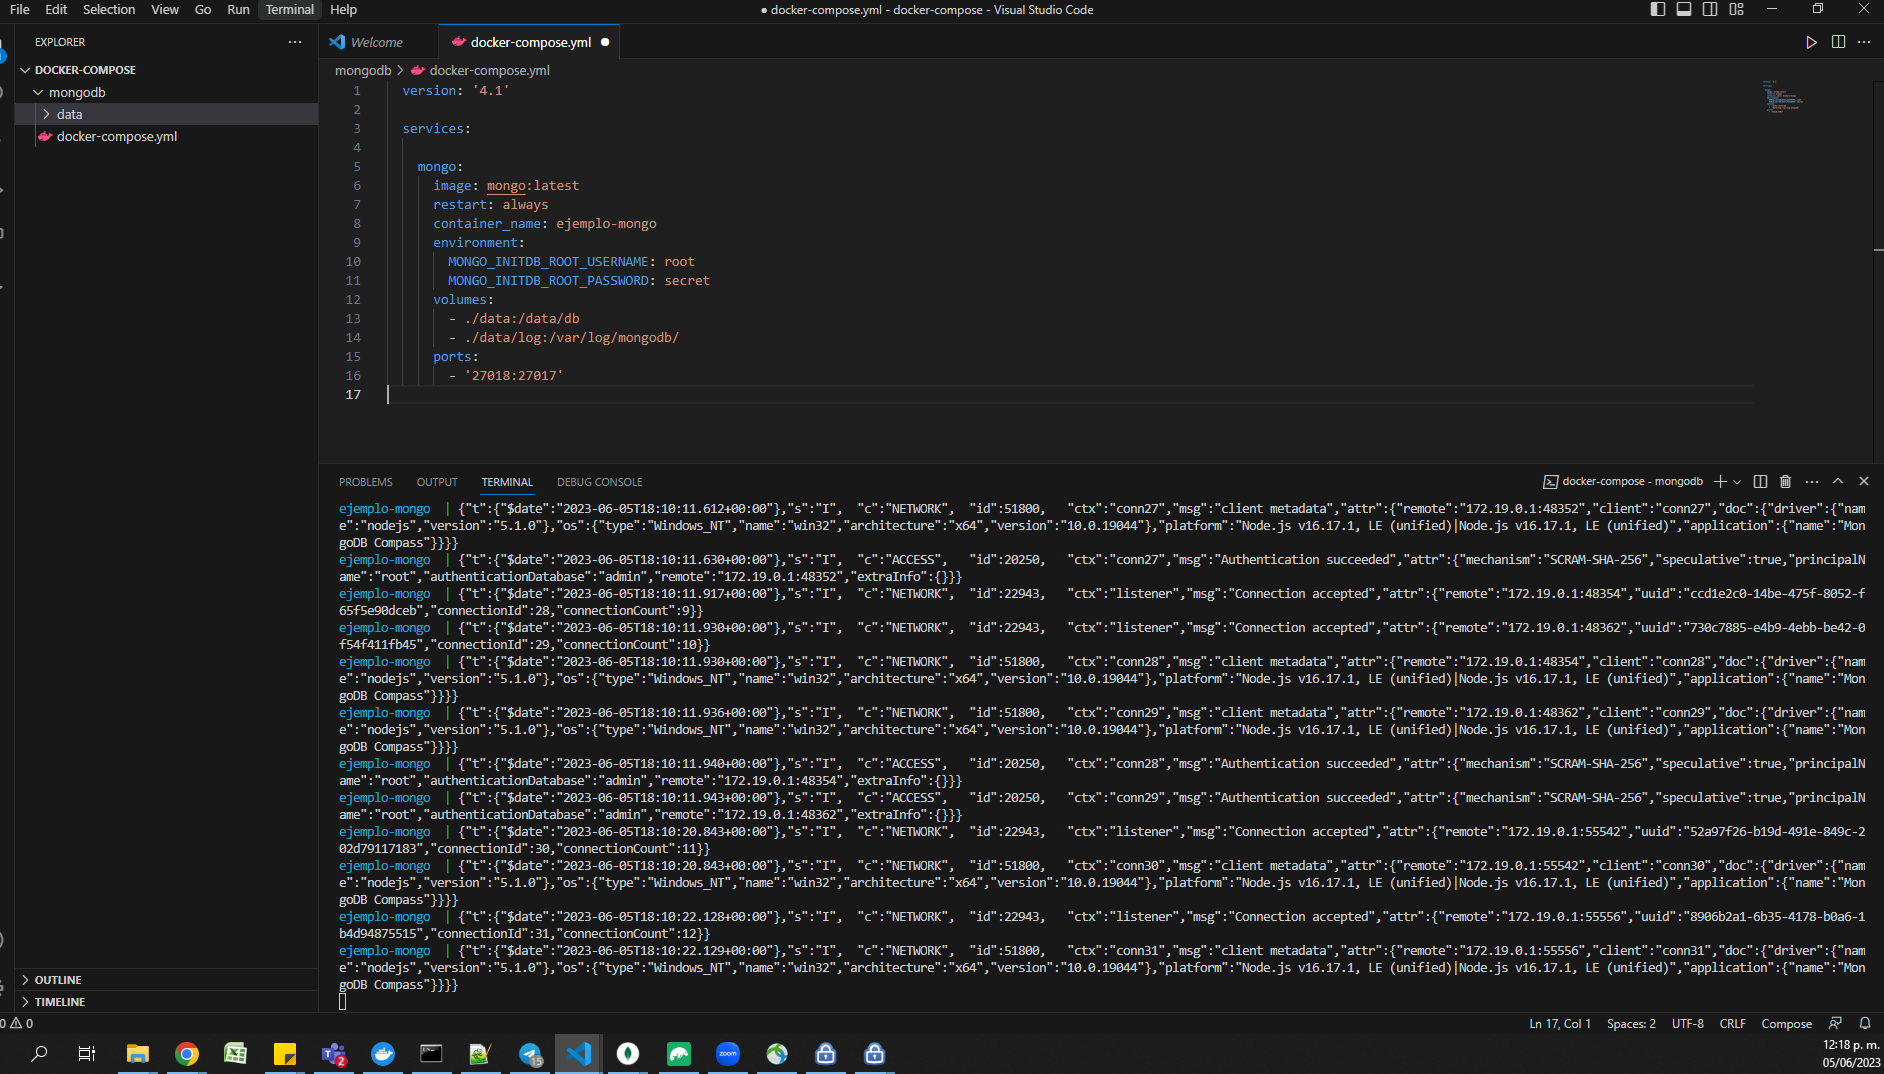 File Edit Selection View Go Run Terminal Help
● docker-compose.yml - docker-compose - Visual Studio Code
EXPLORER
DOCKER-COMPOSE
mongodb
data
docker-compose.yml
OUTLINE
TIMELINE
Welcome
docker-compose.yml ●
mongodb > docker-compose.yml
1 version: '4.1'
2
3 services:
4
5 mongo:
6 image: mongo:latest
7 restart: always
8 container_name: ejemplo-mongo
9 environment:
10 MONGO_INITDB_ROOT_USERNAME: root
11 MONGO_INITDB_ROOT_PASSWORD: secret
12 volumes:
13 - ./data:/data/db
14 - ./data/log:/var/log/mongodb/
15 ports:
16 - '27018:27017'
17
PROBLEMS OUTPUT TERMINAL DEBUG CONSOLE
docker-compose - mongodb
ejemplo-mongo | {"t":{"$date":"2023-06-05T18:10:11.612+00:00"},"s":"I", "c":"NETWORK", "id":51800, "ctx":"conn27","msg":"client metadata","attr":{"remote":"172.19.0.1:48352","client":"conn27","doc":{"driver":{"nam
e":"nodejs","version":"5.1.0"},"os":{"type":"Windows_NT","name":"win32","architecture":"x64","version":"10.0.19044"},"platform":"Node.js v16.17.1, LE (unified)|Node.js v16.17.1, LE (unified)","application":{"name":"Mon
goDB Compass"}}}}
ejemplo-mongo | {"t":{"$date":"2023-06-05T18:10:11.630+00:00"},"s":"I", "c":"ACCESS", "id":20250, "ctx":"conn27","msg":"Authentication succeeded","attr":{"mechanism":"SCRAM-SHA-256","speculative":true,"principalN
ame":"root","authenticationDatabase":"admin","remote":"172.19.0.1:48352","extraInfo":{}}}
ejemplo-mongo | {"t":{"$date":"2023-06-05T18:10:11.917+00:00"},"s":"I", "c":"NETWORK", "id":22943, "ctx":"listener","msg":"Connection accepted","attr":{"remote":"172.19.0.1:48354","uuid":"ccd1e2c0-14be-475f-8052-f
65f5e90dceb","connectionId":28,"connectionCount":9}}
ejemplo-mongo | {"t":{"$date":"2023-06-05T18:10:11.930+00:00"},"s":"I", "c":"NETWORK", "id":22943, "ctx":"listener","msg":"Connection accepted","attr":{"remote":"172.19.0.1:48362","uuid":"730c7885-e4b9-4ebb-be42-0
f54f411fb45","connectionId":29,"connectionCount":10}}
ejemplo-mongo | {"t":{"$date":"2023-06-05T18:10:11.930+00:00"},"s":"I", "c":"NETWORK", "id":51800, "ctx":"conn28","msg":"client metadata","attr":{"remote":"172.19.0.1:48354","client":"conn28","doc":{"driver":{"nam
e":"nodejs","version":"5.1.0"},"os":{"type":"Windows_NT","name":"win32","architecture":"x64","version":"10.0.19044"},"platform":"Node.js v16.17.1, LE (unified)|Node.js v16.17.1, LE (unified)","application":{"name":"Mon
goDB Compass"}}}}
ejemplo-mongo | {"t":{"$date":"2023-06-05T18:10:11.936+00:00"},"s":"I", "c":"NETWORK", "id":51800, "ctx":"conn29","msg":"client metadata","attr":{"remote":"172.19.0.1:48362","client":"conn29","doc":{"driver":{"nam
e":"nodejs","version":"5.1.0"},"os":{"type":"Windows_NT","name":"win32","architecture":"x64","version":"10.0.19044"},"platform":"Node.js v16.17.1, LE (unified)|Node.js v16.17.1, LE (unified)","application":{"name":"Mon
goDB Compass"}}}}
ejemplo-mongo | {"t":{"$date":"2023-06-05T18:10:11.940+00:00"},"s":"I", "c":"ACCESS", "id":20250, "ctx":"conn28","msg":"Authentication succeeded","attr":{"mechanism":"SCRAM-SHA-256","speculative":true,"principalN
ame":"root","authenticationDatabase":"admin","remote":"172.19.0.1:48354","extraInfo":{}}}
ejemplo-mongo | {"t":{"$date":"2023-06-05T18:10:11.943+00:00"},"s":"I", "c":"ACCESS", "id":20250, "ctx":"conn29","msg":"Authentication succeeded","attr":{"mechanism":"SCRAM-SHA-256","speculative":true,"principalN
ame":"root","authenticationDatabase":"admin","remote":"172.19.0.1:48362","extraInfo":{}}}
ejemplo-mongo | {"t":{"$date":"2023-06-05T18:10:20.843+00:00"},"s":"I", "c":"NETWORK", "id":22943, "ctx":"listener","msg":"Connection accepted","attr":{"remote":"172.19.0.1:55542","uuid":"52a97f26-b19d-491e-849c-2
02d79117183","connectionId":30,"connectionCount":11}}
ejemplo-mongo | {"t":{"$date":"2023-06-05T18:10:20.843+00:00"},"s":"I", "c":"NETWORK", "id":51800, "ctx":"conn30","msg":"client metadata","attr":{"remote":"172.19.0.1:55542","client":"conn30","doc":{"driver":{"nam
e":"nodejs","version":"5.1.0"},"os":{"type":"Windows_NT","name":"win32","architecture":"x64","version":"10.0.19044"},"platform":"Node.js v16.17.1, LE (unified)|Node.js v16.17.1, LE (unified)","application":{"name":"Mon
goDB Compass"}}}}
ejemplo-mongo | {"t":{"$date":"2023-06-05T18:10:22.128+00:00"},"s":"I", "c":"NETWORK", "id":22943, "ctx":"listener","msg":"Connection accepted","attr":{"remote":"172.19.0.1:55556","uuid":"8906b2a1-6b35-4178-b0a6-1
b4d94875515","connectionId":31,"connectionCount":12}}
ejemplo-mongo | {"t":{"$date":"2023-06-05T18:10:22.129+00:00"},"s":"I", "c":"NETWORK", "id":51800, "ctx":"conn31","msg":"client metadata","attr":{"remote":"172.19.0.1:55556","client":"conn31","doc":{"driver":{"nam
e":"nodejs","version":"5.1.0"},"os":{"type":"Windows_NT","name":"win32","architecture":"x64","version":"10.0.19044"},"platform":"Node.js v16.17.1, LE (unified)|Node.js v16.17.1, LE (unified)","application":{"name":"Mon
goDB Compass"}}}}
0 0
Ln 17, Col 1 Spaces: 2 UTF-8 CRLF Compose
2
15
zoom
12:18 p. m.
05/06/2023